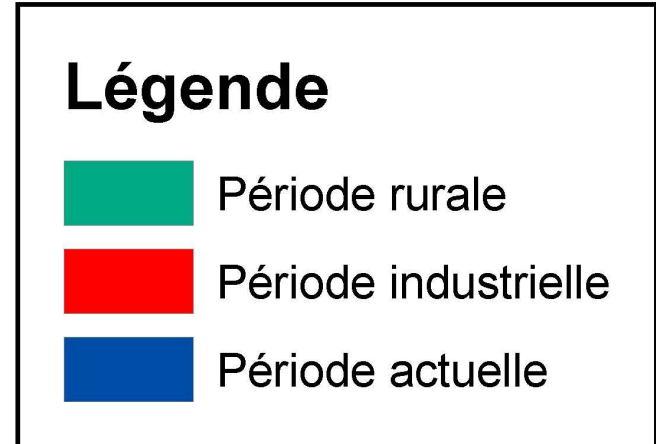 Légende
Période rurale
Période industrielle
Période actuelle